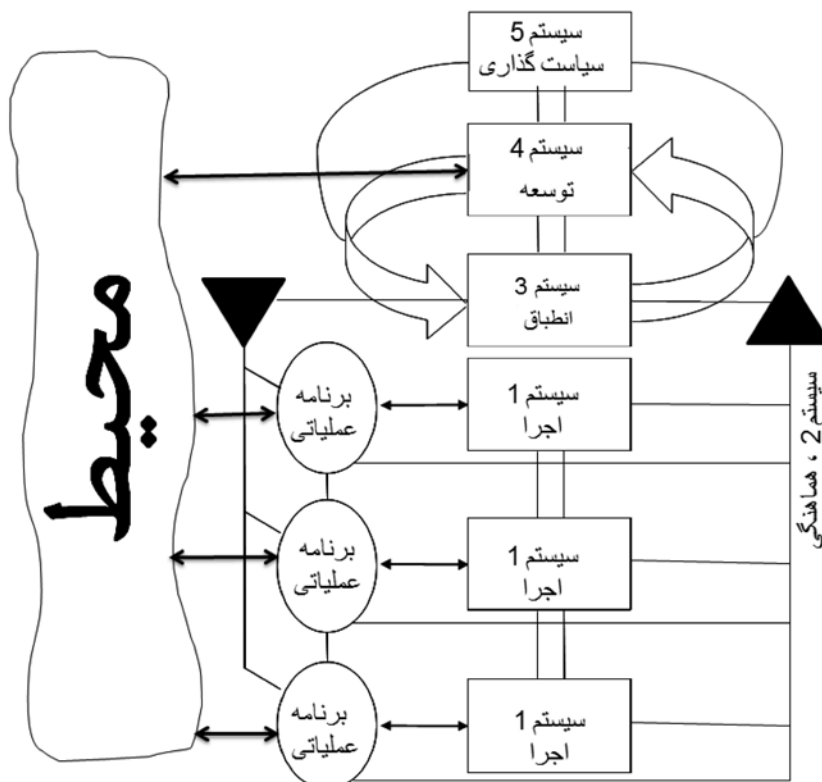 سیستم 5
سیاست گذاری
سیستم 4
توسعه
سیستم 3
انطباق
محیط
برنامه
عملیاتی
سیستم 1
اجرا
سیستم 2 ، هماهنگی
برنامه
عملیاتی
سیستم 1
اجرا
برنامه
عملیاتی
سیستم 1
اجرا